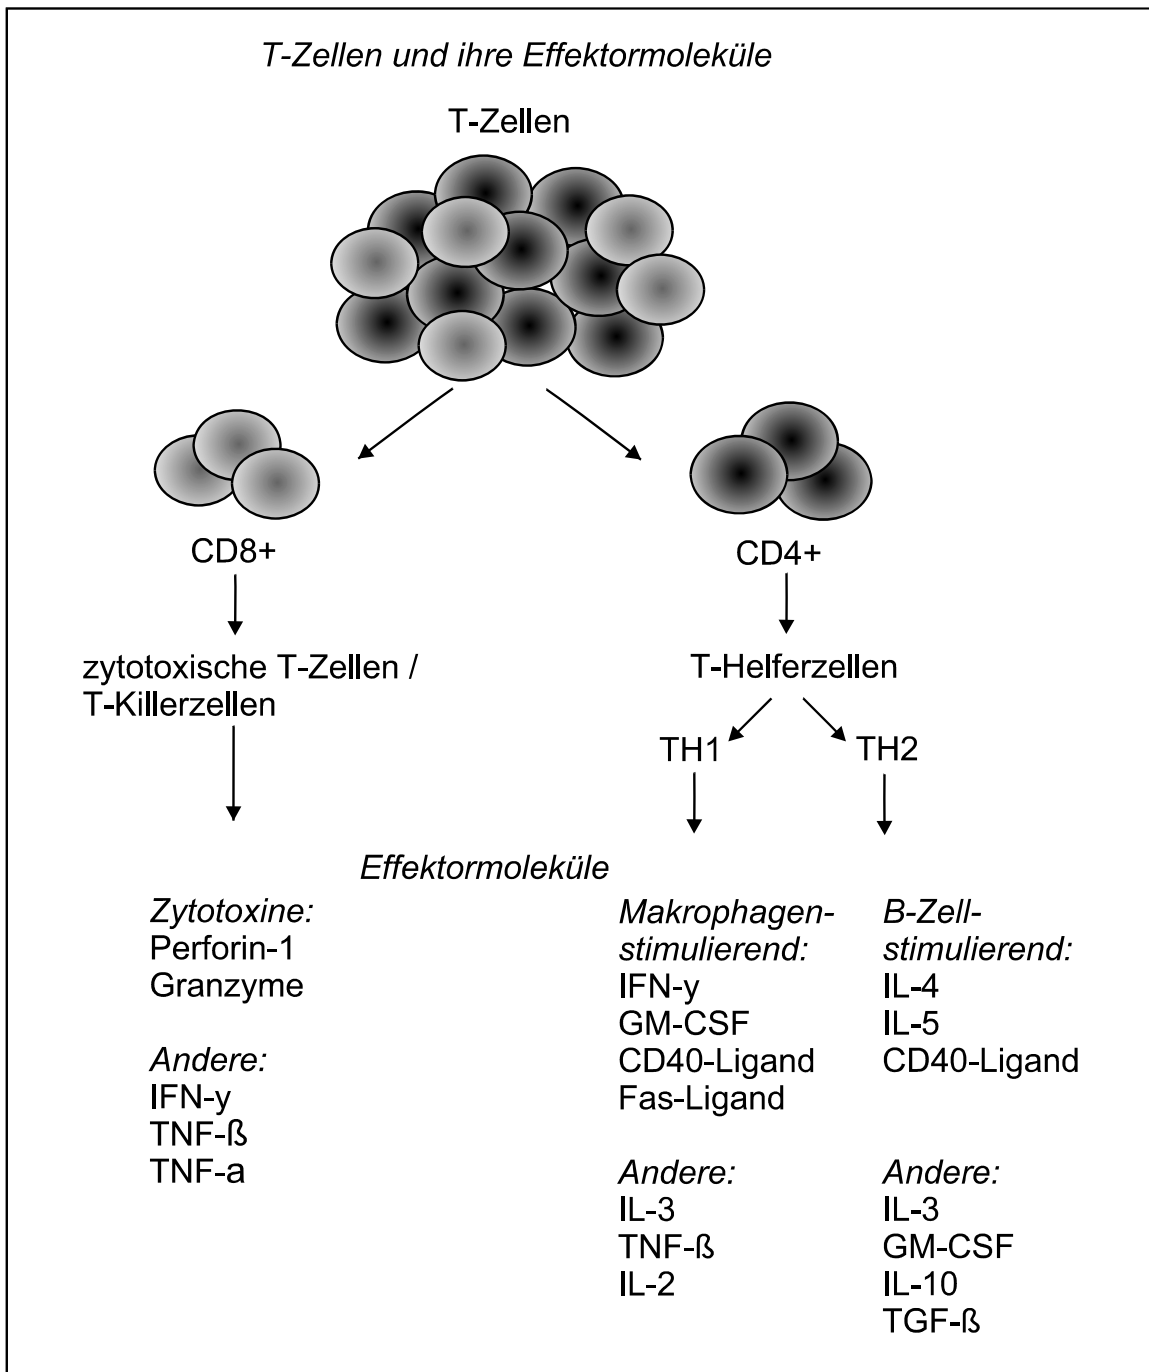 T-Zellen und ihre Effektormoleküle
T-Zellen
CD8+
CD4+
zytotoxische T-Zellen /
T-Killerzellen
T-Helferzellen
TH1
TH2
Effektormoleküle
Zytotoxine:
Perforin-1
Granzyme
Andere:
IFN-y
TNF-ß
TNF-a
Makrophagen-
stimulierend:
IFN-y
GM-CSF
CD40-Ligand
Fas-Ligand
Andere:
IL-3
TNF-ß
IL-2
B-Zell-
stimulierend:
IL-4
IL-5
CD40-Ligand
Andere:
IL-3
GM-CSF
IL-10
TGF-ß